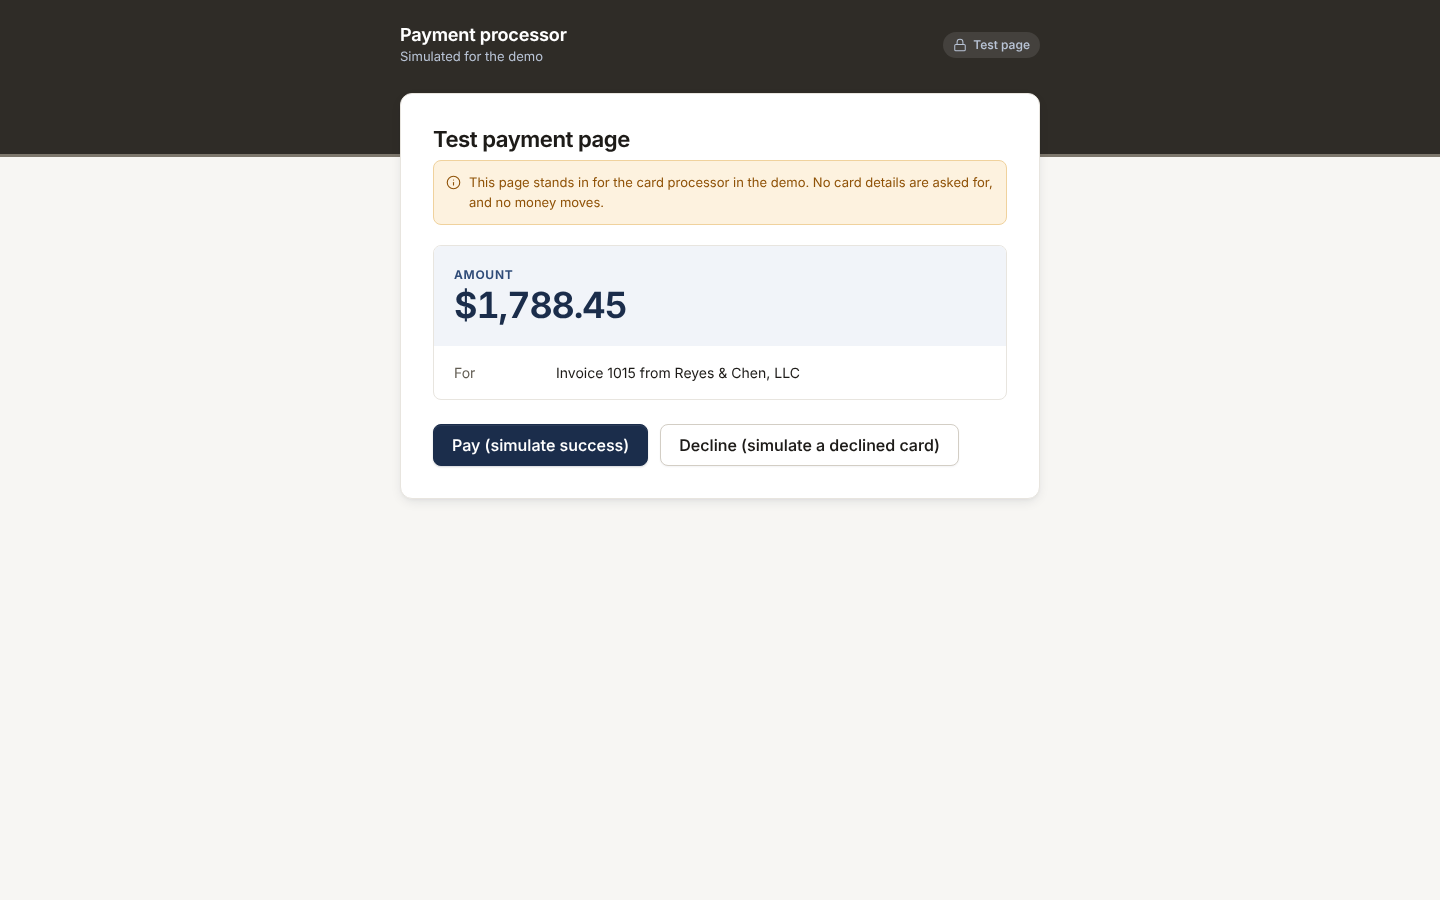 Payment processor
Simulated for the demo
Test page
Test payment page
This page stands in for the card processor in the demo. No card details are asked for,
and no money moves.
AMOUNT
$1,788.45
For Invoice 1015 from Reyes & Chen, LLC
Pay (simulate success) Decline (simulate a declined card)